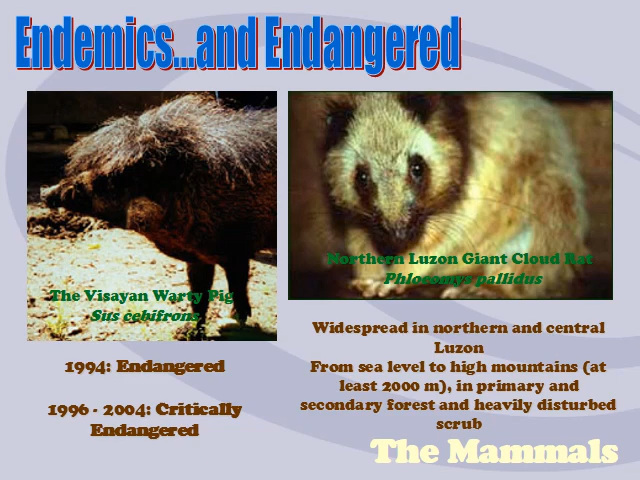 Endemics...and Endangered
The Visayan Warty Pig
Sus cebifrons
1994: Endangered
1996 - 2004: Critically
Endangered
Northern Luzon Giant Cloud Rat
Phloeomys pallidus
Widespread in northern and central
Luzon
From sea level to high mountains (at
least 2000 m), in primary and
secondary forest and heavily disturbed
scrub
The Mammals